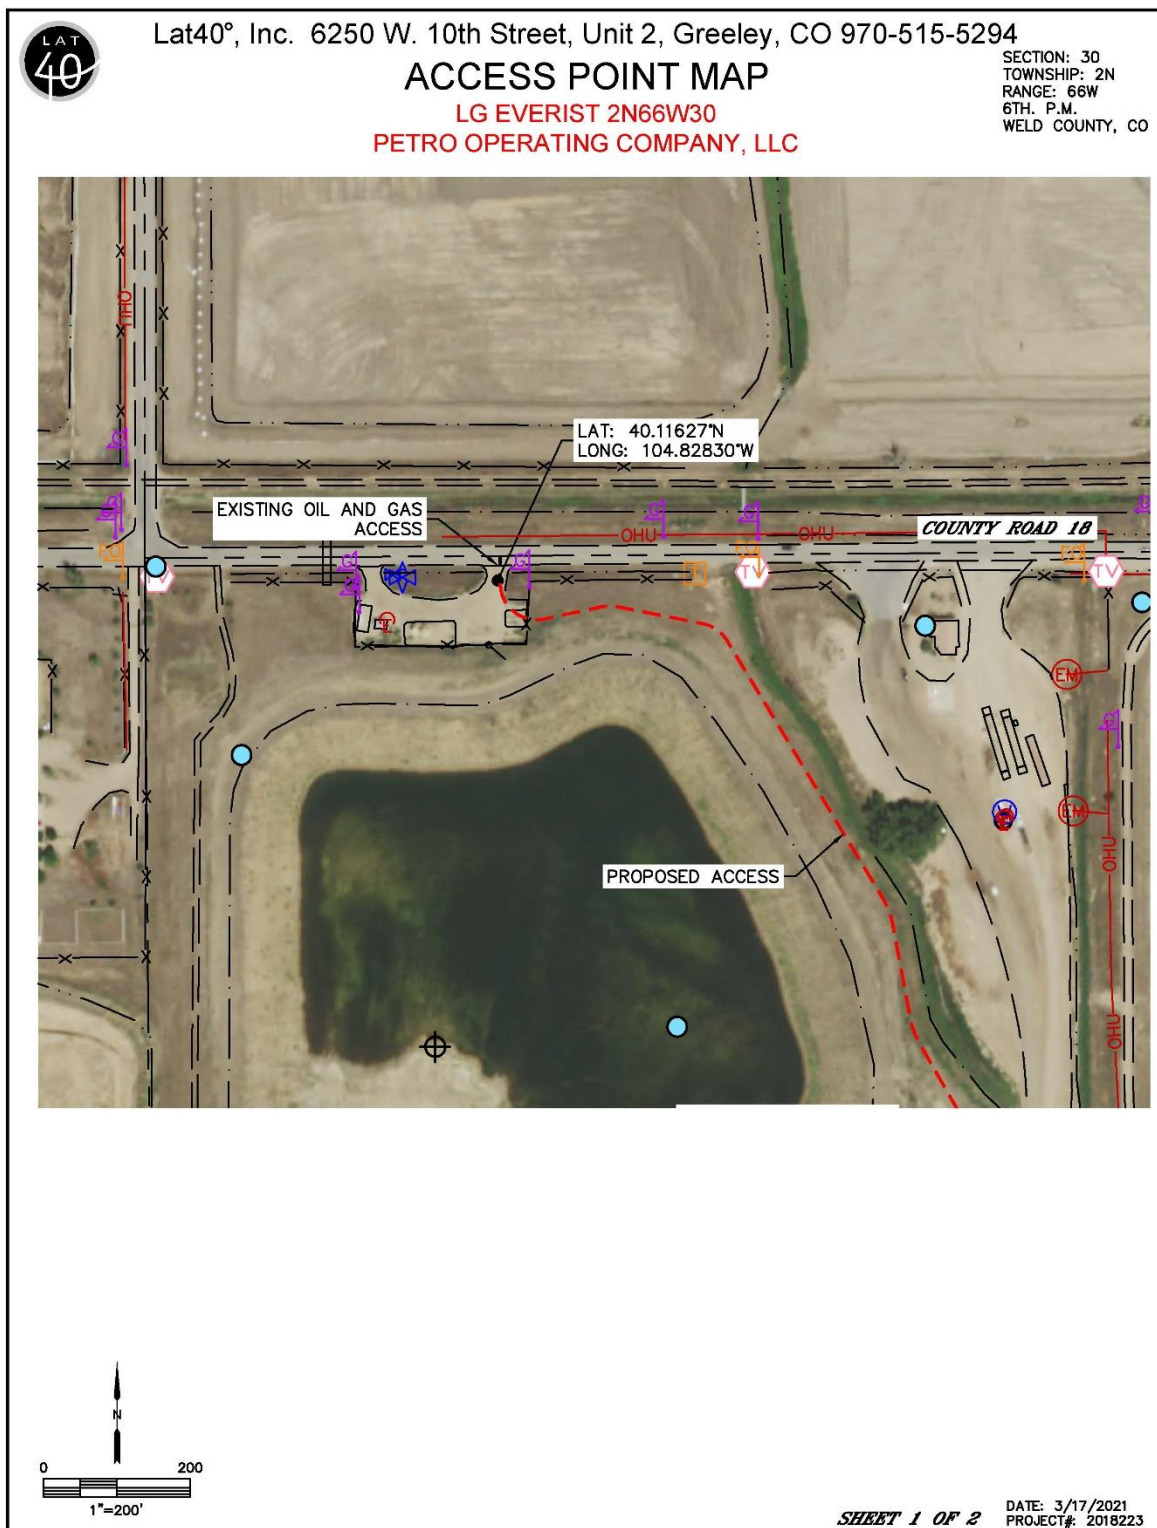 LAT
40
Lat40°, Inc. 6250 W. 10th Street, Unit 2, Greeley, CO 970-515-5294
ACCESS POINT MAP
LG EVERIST 2N66W30
PETRO OPERATING COMPANY, LLC
SECTION: 30
TOWNSHIP: 2N
RANGE: 66W
6TH. P.M.
WELD COUNTY, CO
OHU
LAT: 40.11627°N
LONG: 104.82830°W
EXISTING OIL AND GAS
ACCESS
G
G
G
G
G
OHU
OHU
COUNTY ROAD 18
FO
FO
FO
G
G
T
TV
TV
TV
E
EM
G
EM
PROPOSED ACCESS
OHU
OHU
N
0 200
1"=200'
SHEET 1 OF 2
DATE: 3/17/2021
PROJECT#: 2018223